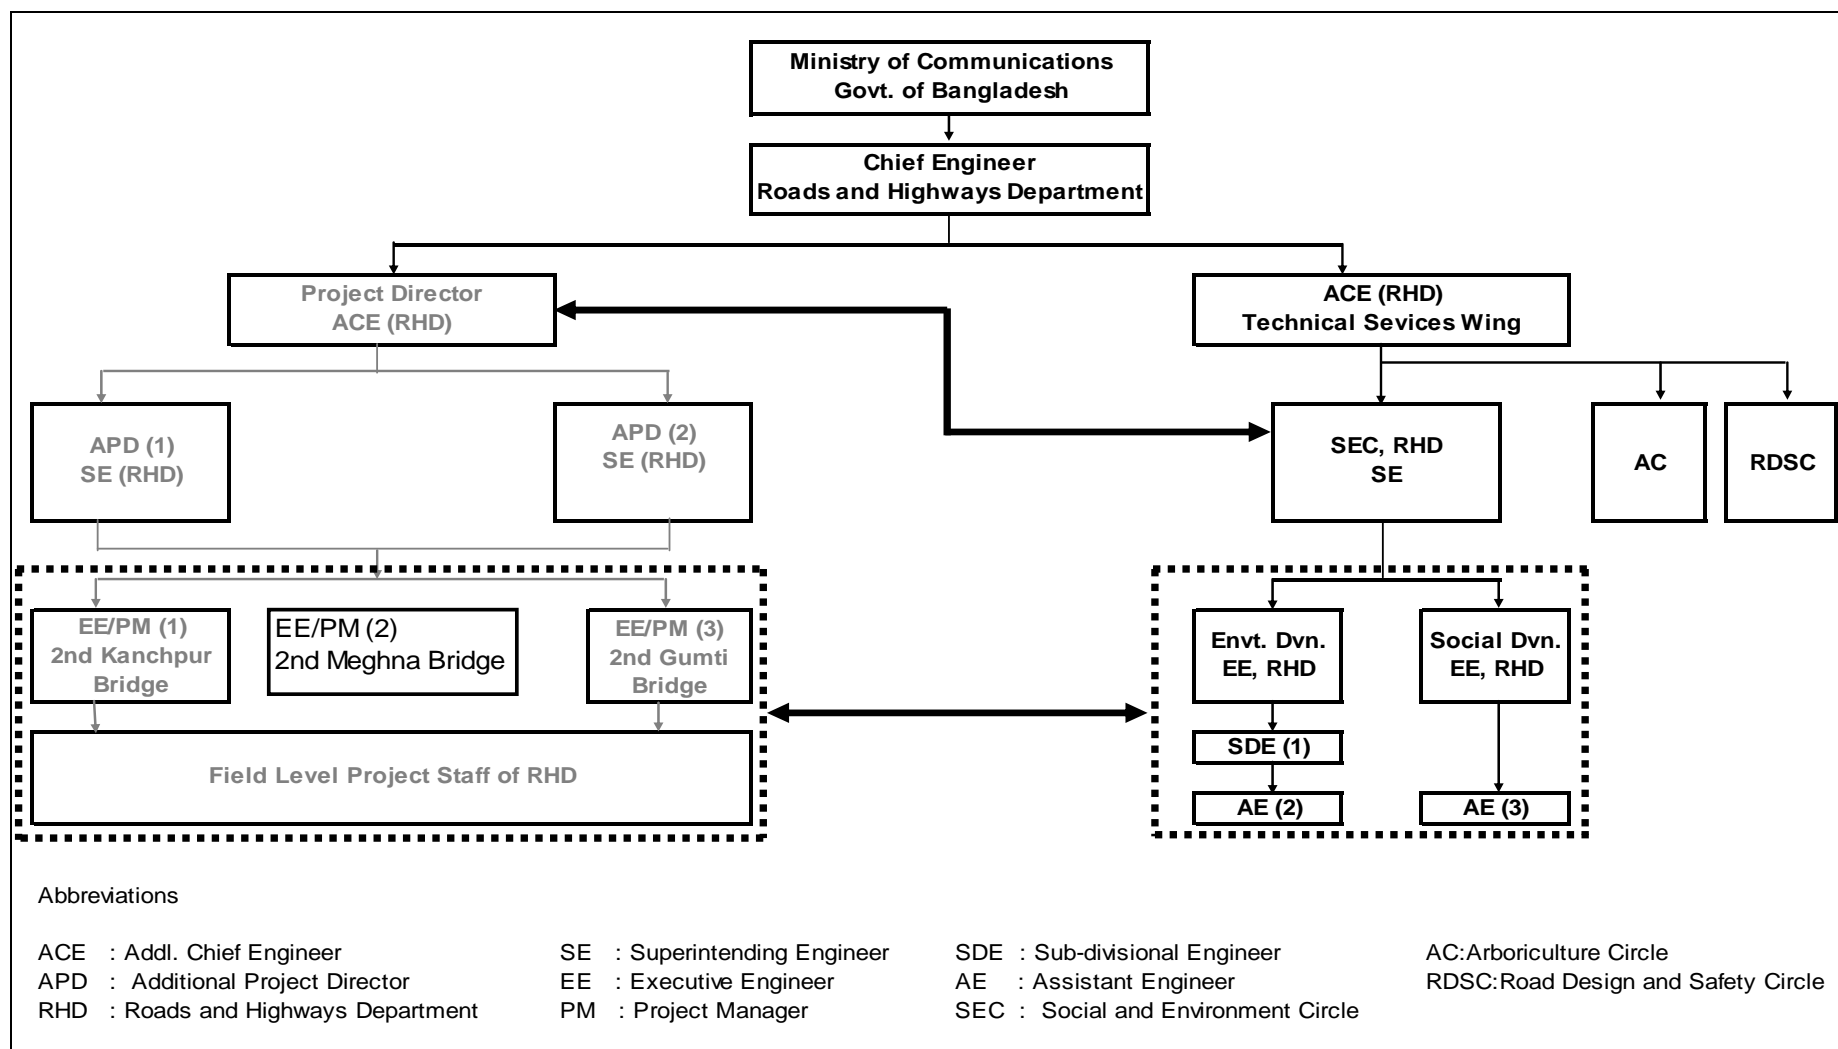 Ministry of Communications
Govt. of Bangladesh
Chief Engineer
Roads and Highways Department
Project Director
ACE (RHD)
ACE (RHD)
Technical Sevices Wing
APD (1)
SE (RHD)
APD (2)
SE (RHD)
SEC, RHD
SE
AC
RDSC
EE/PM (1)
2nd Kanchpur
Bridge
EE/PM (2)
2nd Meghna Bridge
EE/PM (3)
2nd Gumti
Bridge
Envt. Dvn.
EE, RHD
Social Dvn.
EE, RHD
SDE (1)
Field Level Project Staff of RHD
AE (2)
AE (3)
Abbreviations
ACE : Addl. Chief Engineer
APD : Additional Project Director
RHD : Roads and Highways Department
SE : Superintending Engineer
EE : Executive Engineer
PM : Project Manager
SDE : Sub-divisional Engineer
AE : Assistant Engineer
SEC : Social and Environment Circle
AC:Arboriculture Circle
RDSC:Road Design and Safety Circle